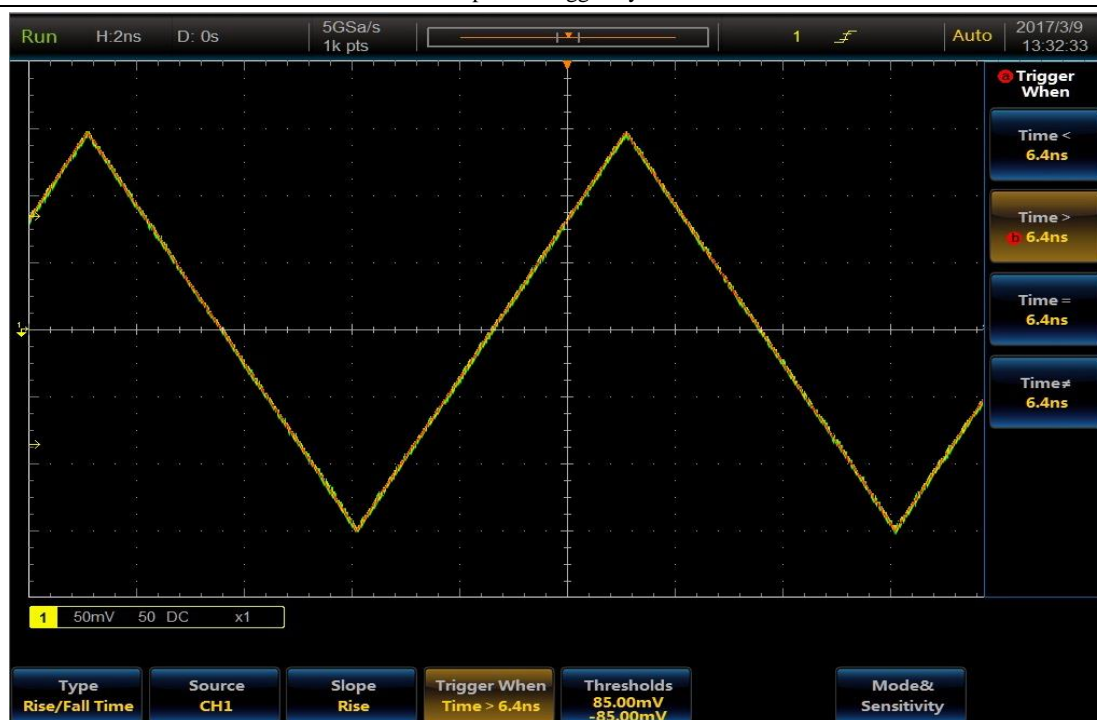 Run H:2ns D: 0s 5GSa/s 1k pts 1 Auto 2017/3/9 13:32:33
a Trigger When
Time < 6.4ns
Time > b 6.4ns
Time = 6.4ns
Time≠ 6.4ns
1
1 50mV 50 DC x1
Type Rise/Fall Time
Source CH1
Slope Rise
Trigger When Time > 6.4ns
Thresholds 85.00mV -85.00mV
Mode& Sensitivity